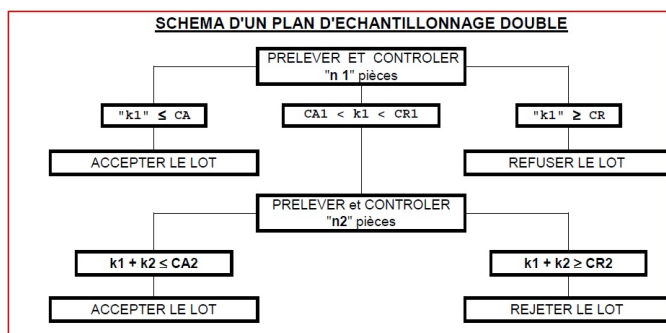 SCHEMA D'UN PLAN D'ECHANTILLONNAGE DOUBLE
PRELEVER ET CONTROLER
"n 1" pièces
"k1" ≤ CA
CA1 < k1 < CR1
"k1" ≥ CR
ACCEPTER LE LOT
REFUSER LE LOT
PRELEVER et CONTROLER
"n2" pièces
k1 + k2 ≤ CA2
k1 + k2 ≥ CR2
ACCEPTER LE LOT
REJETER LE LOT